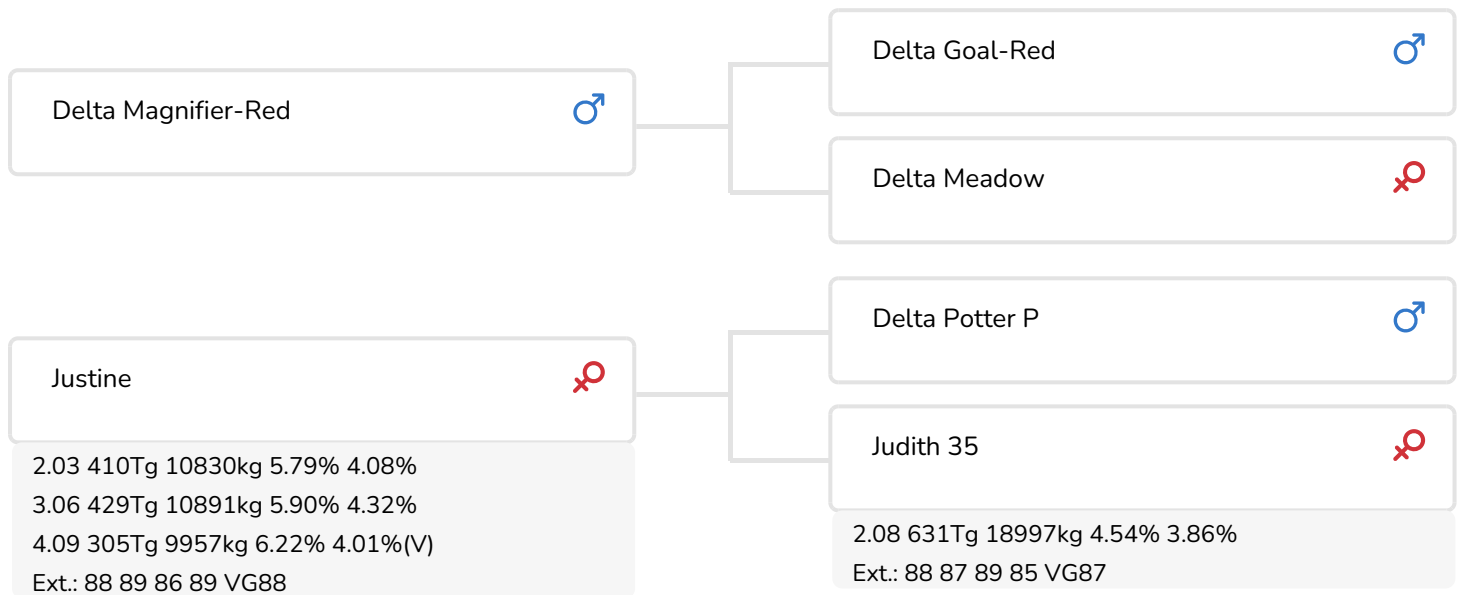 Delta Magnifier-Red
Delta Goal-Red
Delta Meadow
Justine
2.03 410Tg 10830kg 5.79% 4.08%
3.06 429Tg 10891kg 5.90% 4.32%
4.09 305Tg 9957kg 6.22% 4.01%(V)
Ext.: 88 89 86 89 VG88
Delta Potter P
Judith 35
2.08 631Tg 18997kg 4.54% 3.86%
Ext.: 88 87 89 85 VG87